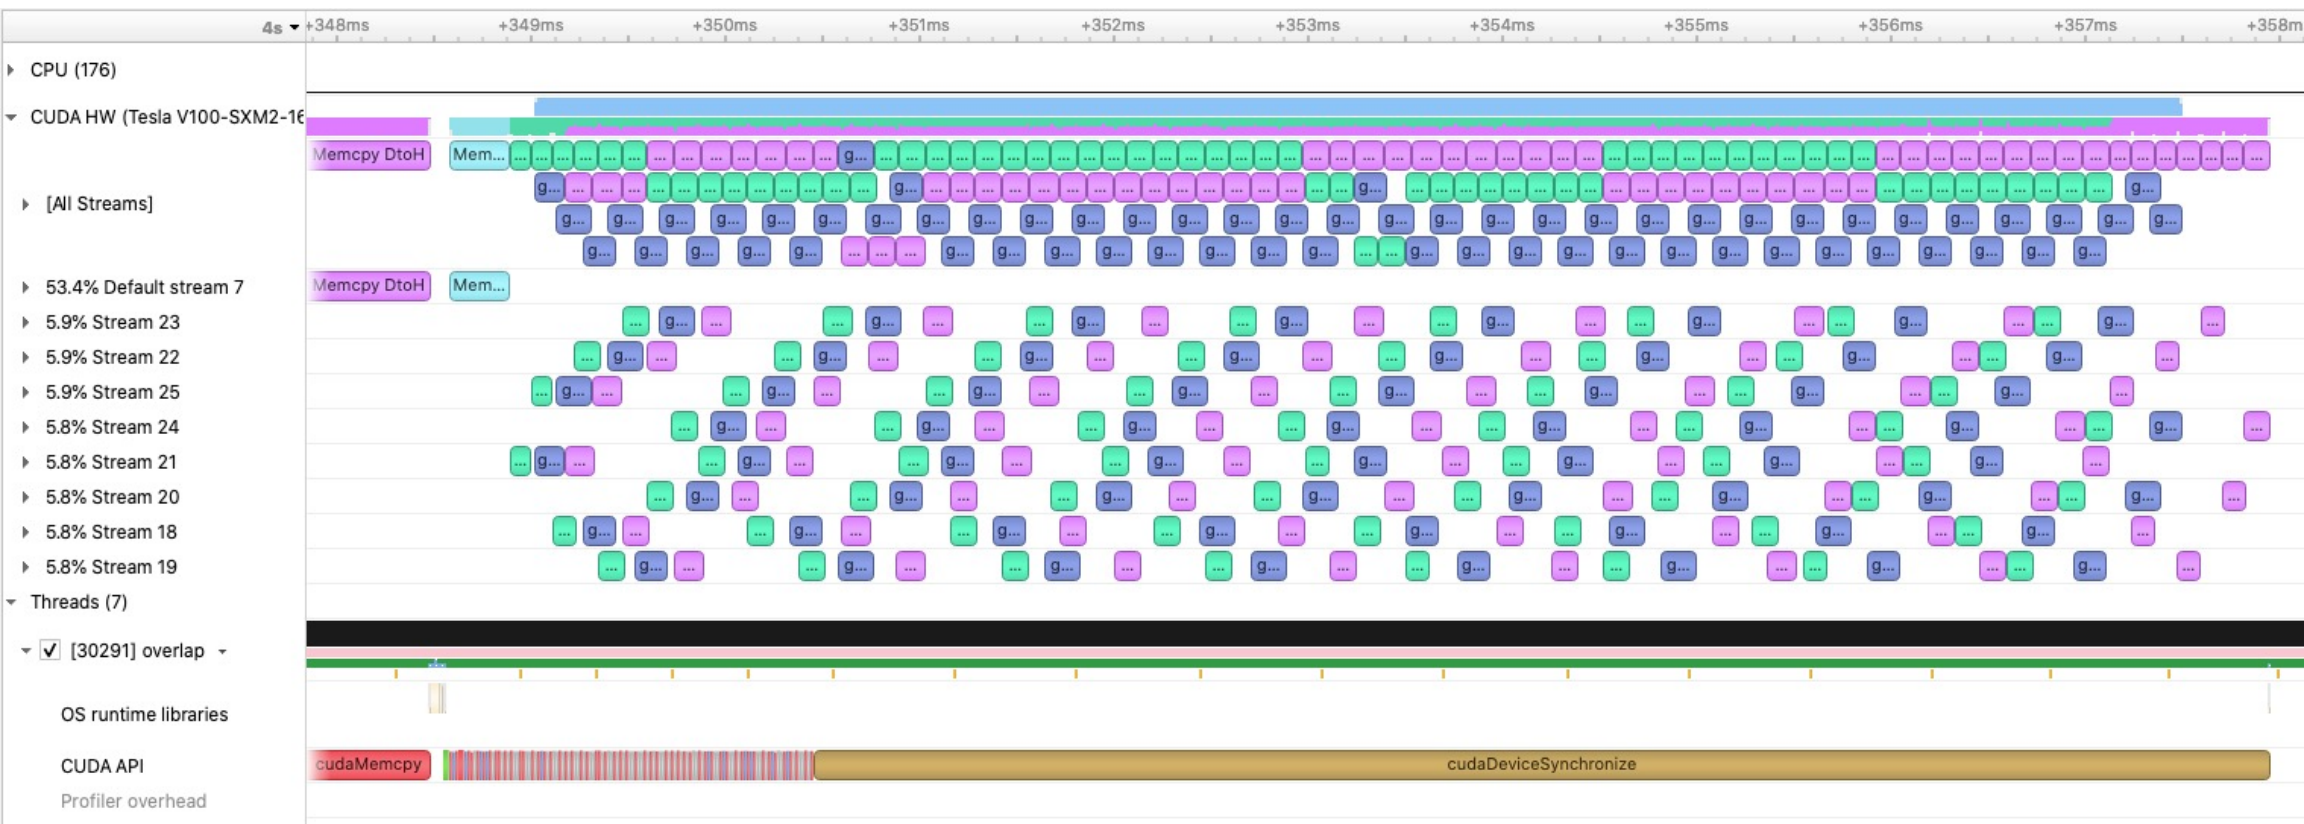 4s +348ms +349ms +350ms +351ms +352ms +353ms +354ms +355ms +356ms +357ms +358m
CPU (176)
CUDA HW (Tesla V100-SXM2-16
Memcpy DtoH Mem... g...
g... g... g... g...
[All Streams]
g... g... g... g... g... g... g... g... g... g... g... g... g... g... g... g... g... g... g... g... g... g... g... g... g... g... g... g... g... g... g... g...
g... g... g... g... g... g... g... g... g... g... g... g... g... g... g... g... g... g... g... g... g... g... g... g... g... g... g...
53.4% Default stream 7 Memcpy DtoH Mem...
5.9% Stream 23 ... g... ... ... g... ... ... g... ... ... g... ... ... g... ... ... g... ... ... g... ... ... g... ...
5.9% Stream 22 ... g... ... ... g... ... ... g... ... ... g... ... ... g... ... ... g... ... ... g... ... ... g... ...
5.9% Stream 25 ... g... ... ... g... ... ... g... ... ... g... ... ... g... ... ... g... ... ... g... ... ... g... ...
5.8% Stream 24 ... g... ... ... g... ... ... g... ... ... g... ... ... g... ... ... g... ... ... g... ... ... g... ...
5.8% Stream 21 ... g... ... ... g... ... ... g... ... ... g... ... ... g... ... ... g... ... ... g... ... ... g... ...
5.8% Stream 20 ... g... ... ... g... ... ... g... ... ... g... ... ... g... ... ... g... ... ... g... ... ... g... ...
5.8% Stream 18 ... g... ... ... g... ... ... g... ... ... g... ... ... g... ... ... g... ... ... g... ... ... g... ...
5.8% Stream 19 ... g... ... ... g... ... ... g... ... ... g... ... ... g... ... ... g... ... ... g... ... ... g... ...
Threads (7)
[30291] overlap
OS runtime libraries
CUDA API cudaMemcpy cudaDeviceSynchronize
Profiler overhead